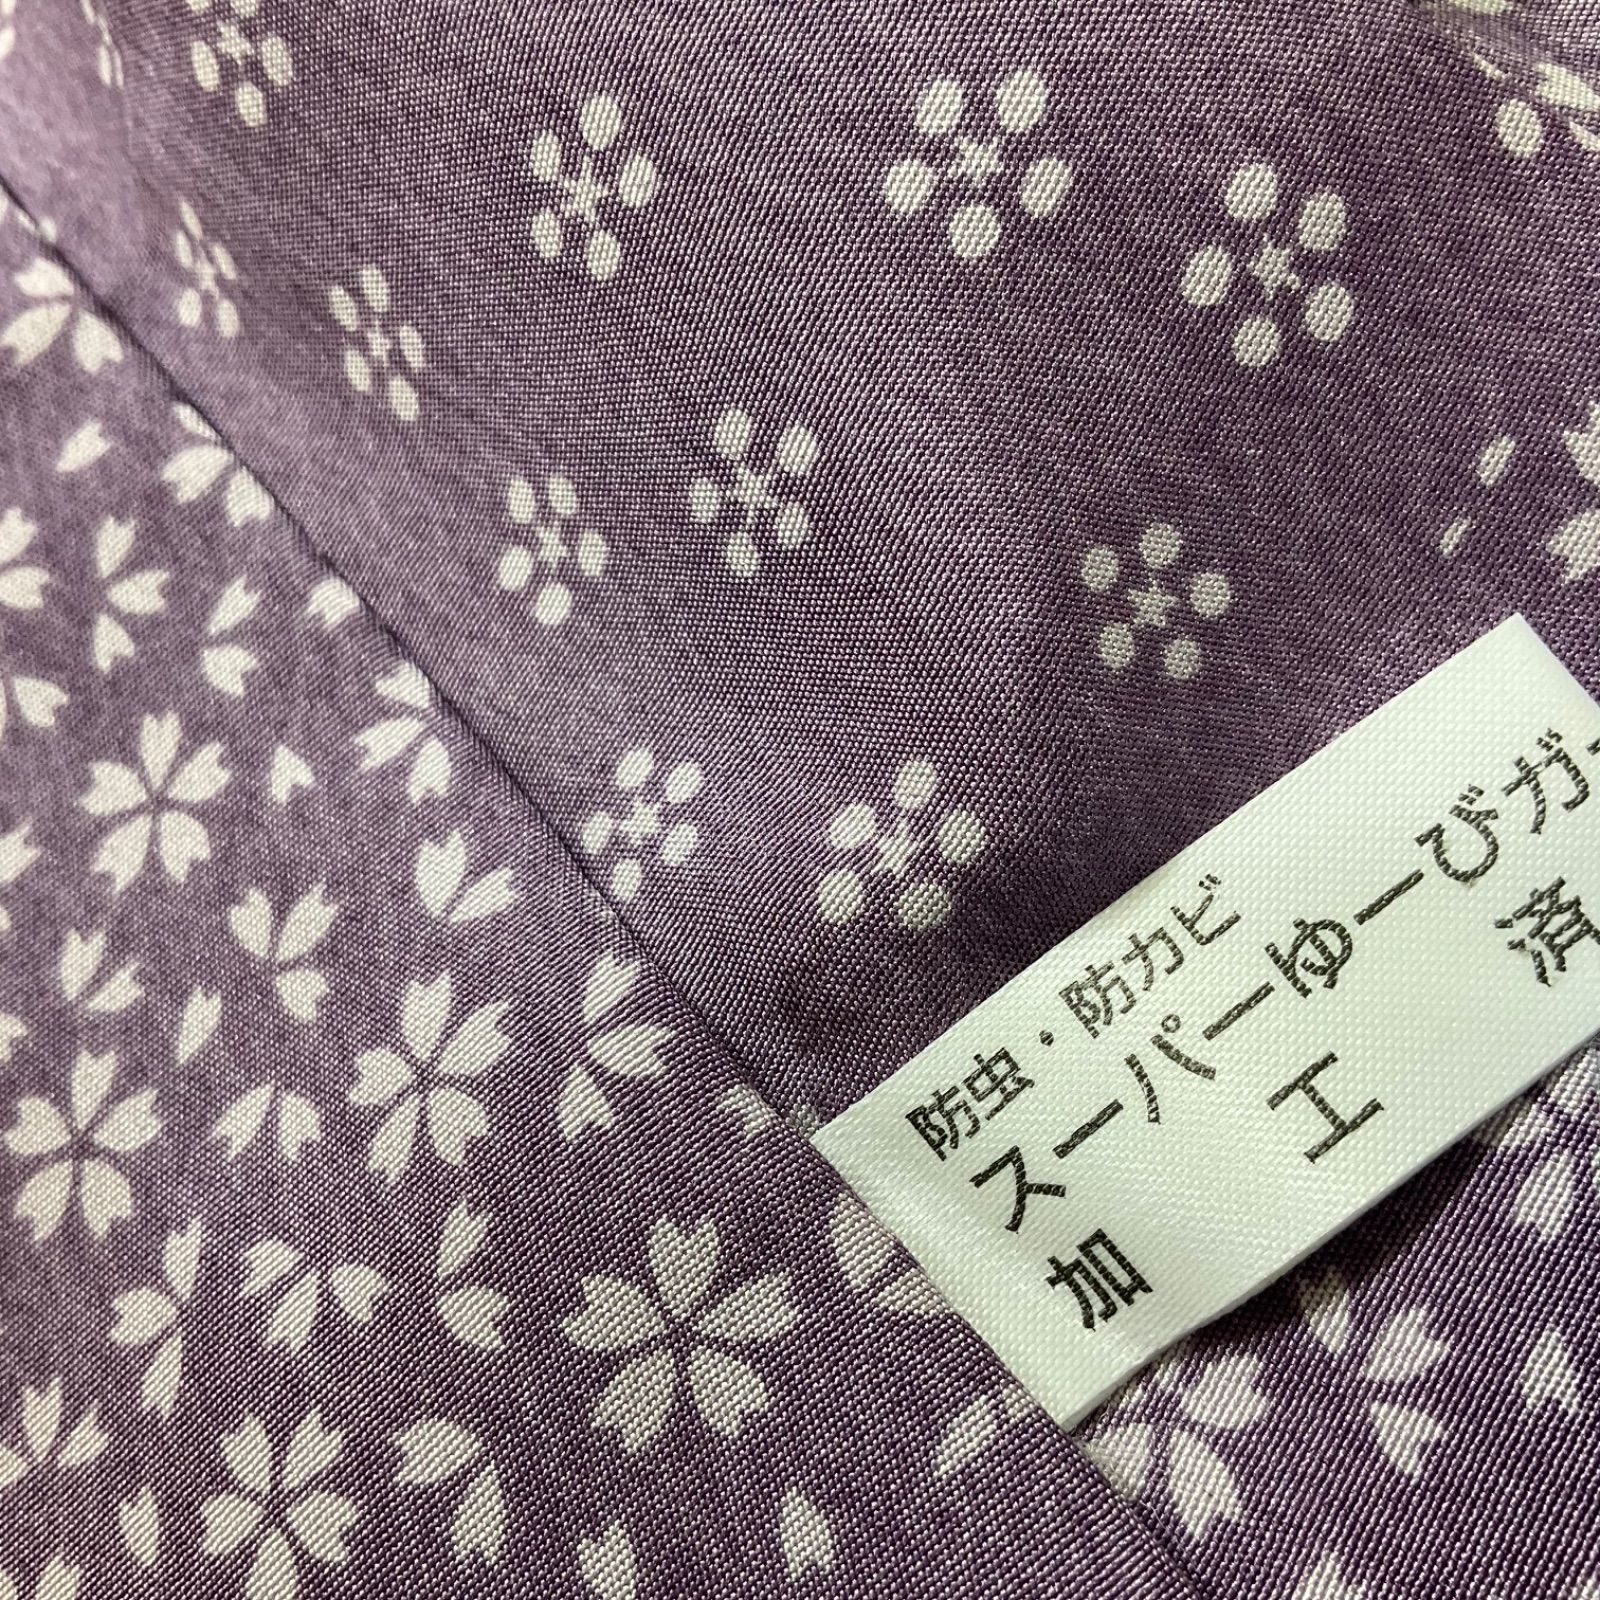 防虫・防カビ
スーパーゆーびガ
加工済